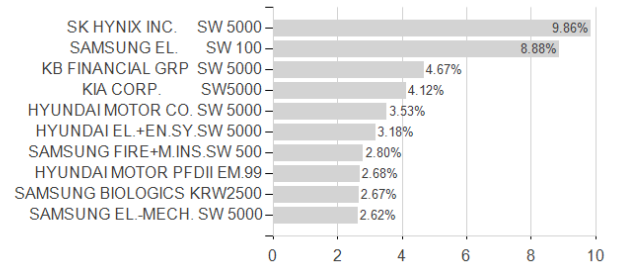 SK HYNIX INC. SW 5000 9.86%
SAMSUNG EL. SW 100 8.88%
KB FINANCIAL GRP SW 5000 4.67%
KIA CORP. SW5000 4.12%
HYUNDAI MOTOR CO. SW 5000 3.53%
HYUNDAI EL.+EN.SY.SW 5000 3.18%
SAMSUNG FIRE+M.INS.SW 500 2.80%
HYUNDAI MOTOR PFDII EM.99 2.68%
SAMSUNG BIOLOGICS KRW2500 2.67%
SAMSUNG EL.-MECH. SW 5000 2.62%
0 2 4 6 8 10